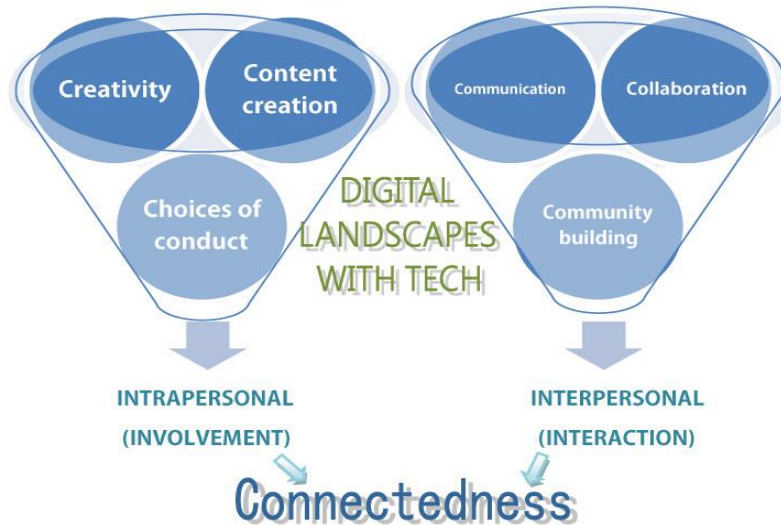 Creativity
Content
creation
Choices of
conduct
Communication
Collaboration
Community
building
DIGITAL
LANDSCAPES
WITH TECH
INTRAPERSONAL
(INVOLVEMENT)
INTERPERSONAL
(INTERACTION)
Connectedness